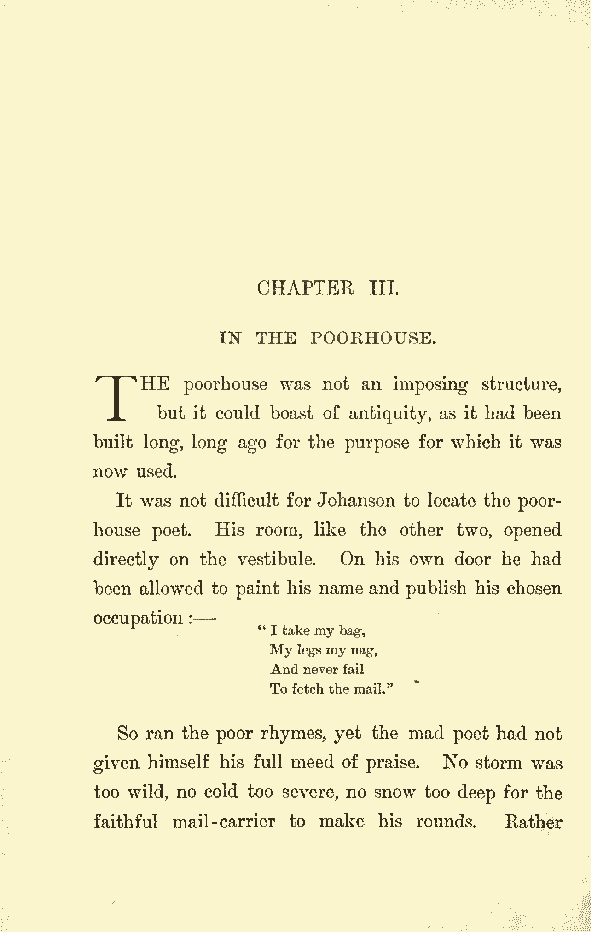 CHAPTER III.
IN THE POORHOUSE.
THE poorhouse was not an imposing structure,
but it could boast of antiquity, as it had been
built long, long ago for the purpose for which it was
now used.
It was not difficult for Johanson to locate the poor-
house poet. His room, like the other two, opened
directly on the vestibule. On his own door he had
been allowed to paint his name and publish his chosen
occupation :—
“ I take my bag,
My legs my nag,
And never fail
To fetch the mail.”
So ran the poor rhymes, yet the mad poet had not
given himself his full meed of praise. No storm was
too wild, no cold too severe, no snow too deep for the
faithful mail-carrier to make his rounds. Rather